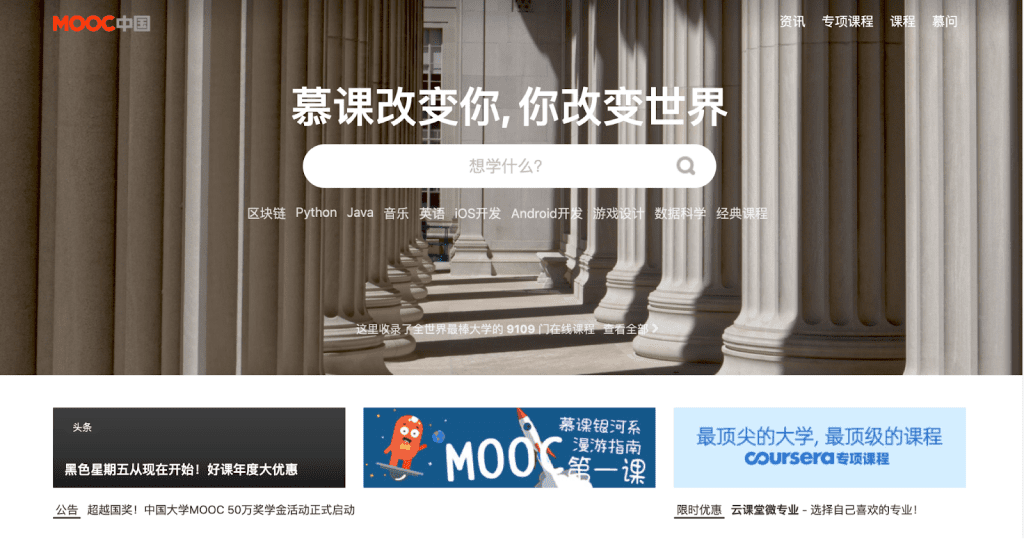 MOOC中国
资讯 专项课程 课程 慕问
慕课改变你, 你改变世界
想学什么?
区块链 Python Java 音乐 英语 iOS开发 Android开发 游戏设计 数据科学 经典课程
这里收录了全世界最棒大学的 9109 门在线课程 查看全部
头条
黑色星期五从现在开始！好课年度大优惠
慕课银河系
漫游指南
MOOC 第一课
最顶尖的大学, 最顶级的课程
coursera专项课程
公告 超越国奖！中国大学MOOC 50万奖学金活动正式启动
限时优惠 云课堂微专业 - 选择自己喜欢的专业！